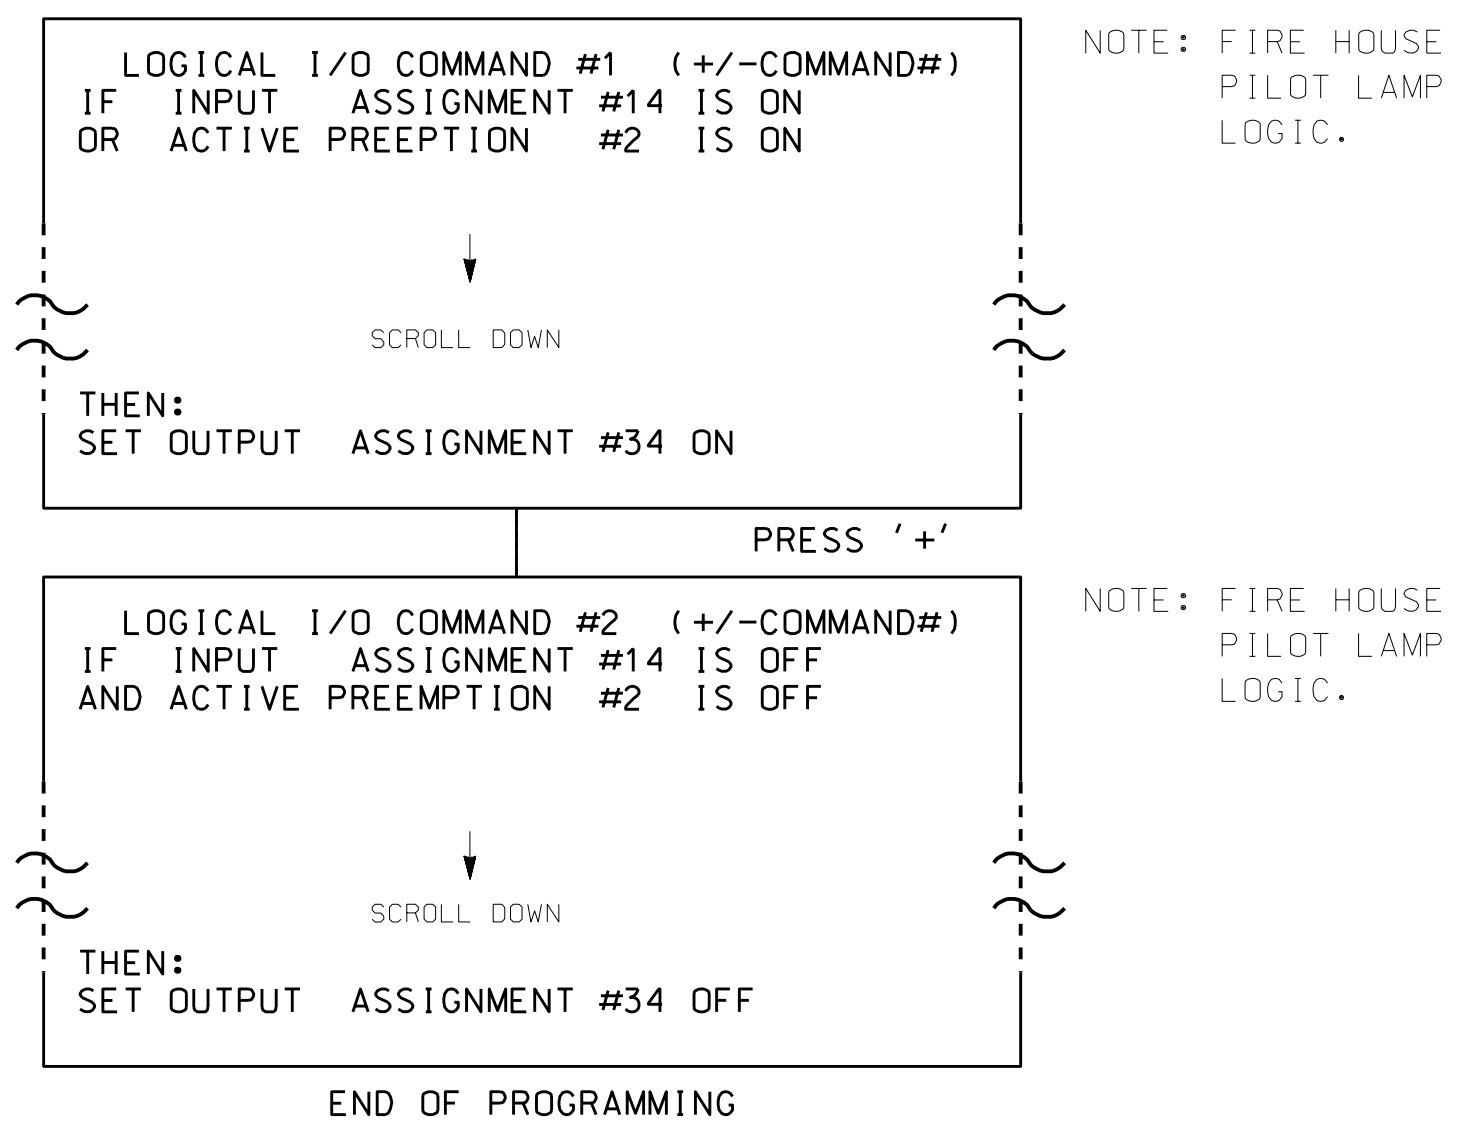 LOGICAL I/O COMMAND #1 (+/-COMMAND#)
IF INPUT ASSIGNMENT #14 IS ON
OR ACTIVE PREEPTION #2 IS ON
SCROLL DOWN
THEN:
SET OUTPUT ASSIGNMENT #34 ON
NOTE: FIRE HOUSE
PILOT LAMP
LOGIC.
PRESS '+'
LOGICAL I/O COMMAND #2 (+/-COMMAND#)
IF INPUT ASSIGNMENT #14 IS OFF
AND ACTIVE PREEMPTION #2 IS OFF
SCROLL DOWN
THEN:
SET OUTPUT ASSIGNMENT #34 OFF
NOTE: FIRE HOUSE
PILOT LAMP
LOGIC.
END OF PROGRAMMING